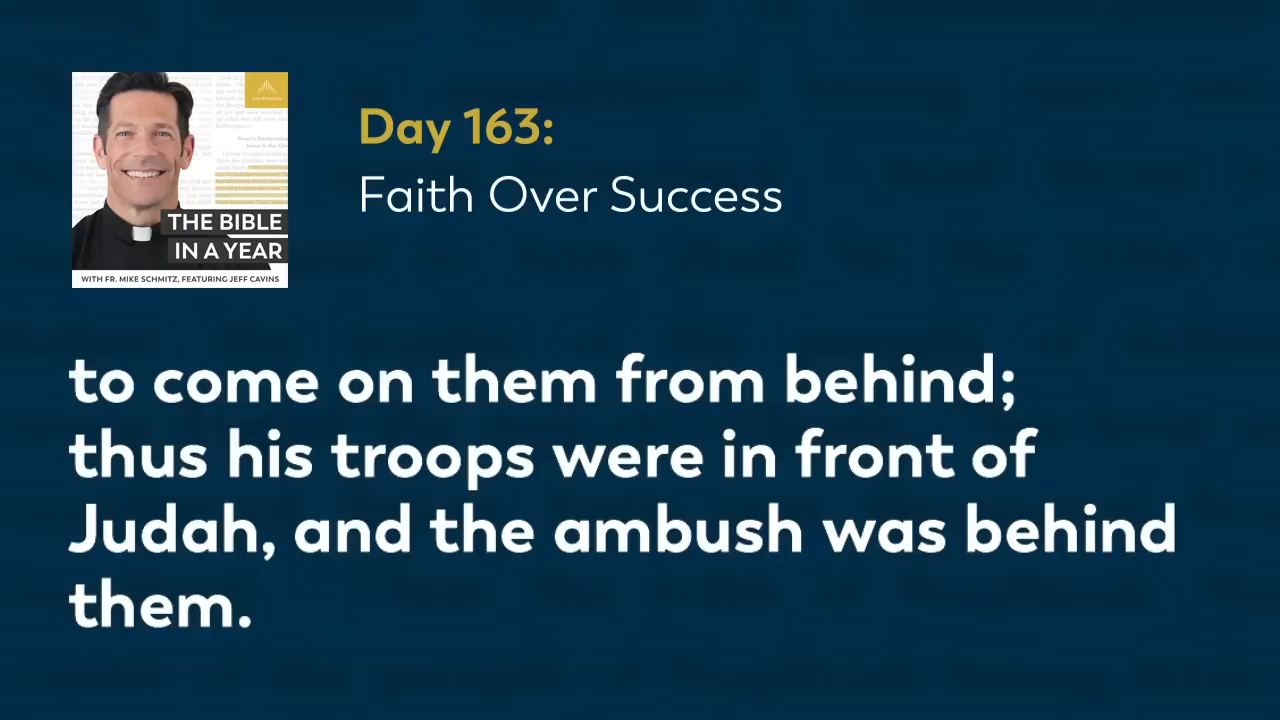 Day 163:
Faith Over Success
THE BIBLE
IN A YEAR
WITH FR. MIKE SCHMITZ, FEATURING JEFF CAVINS
to come on them from behind;
thus his troops were in front of
Judah, and the ambush was behind
them.